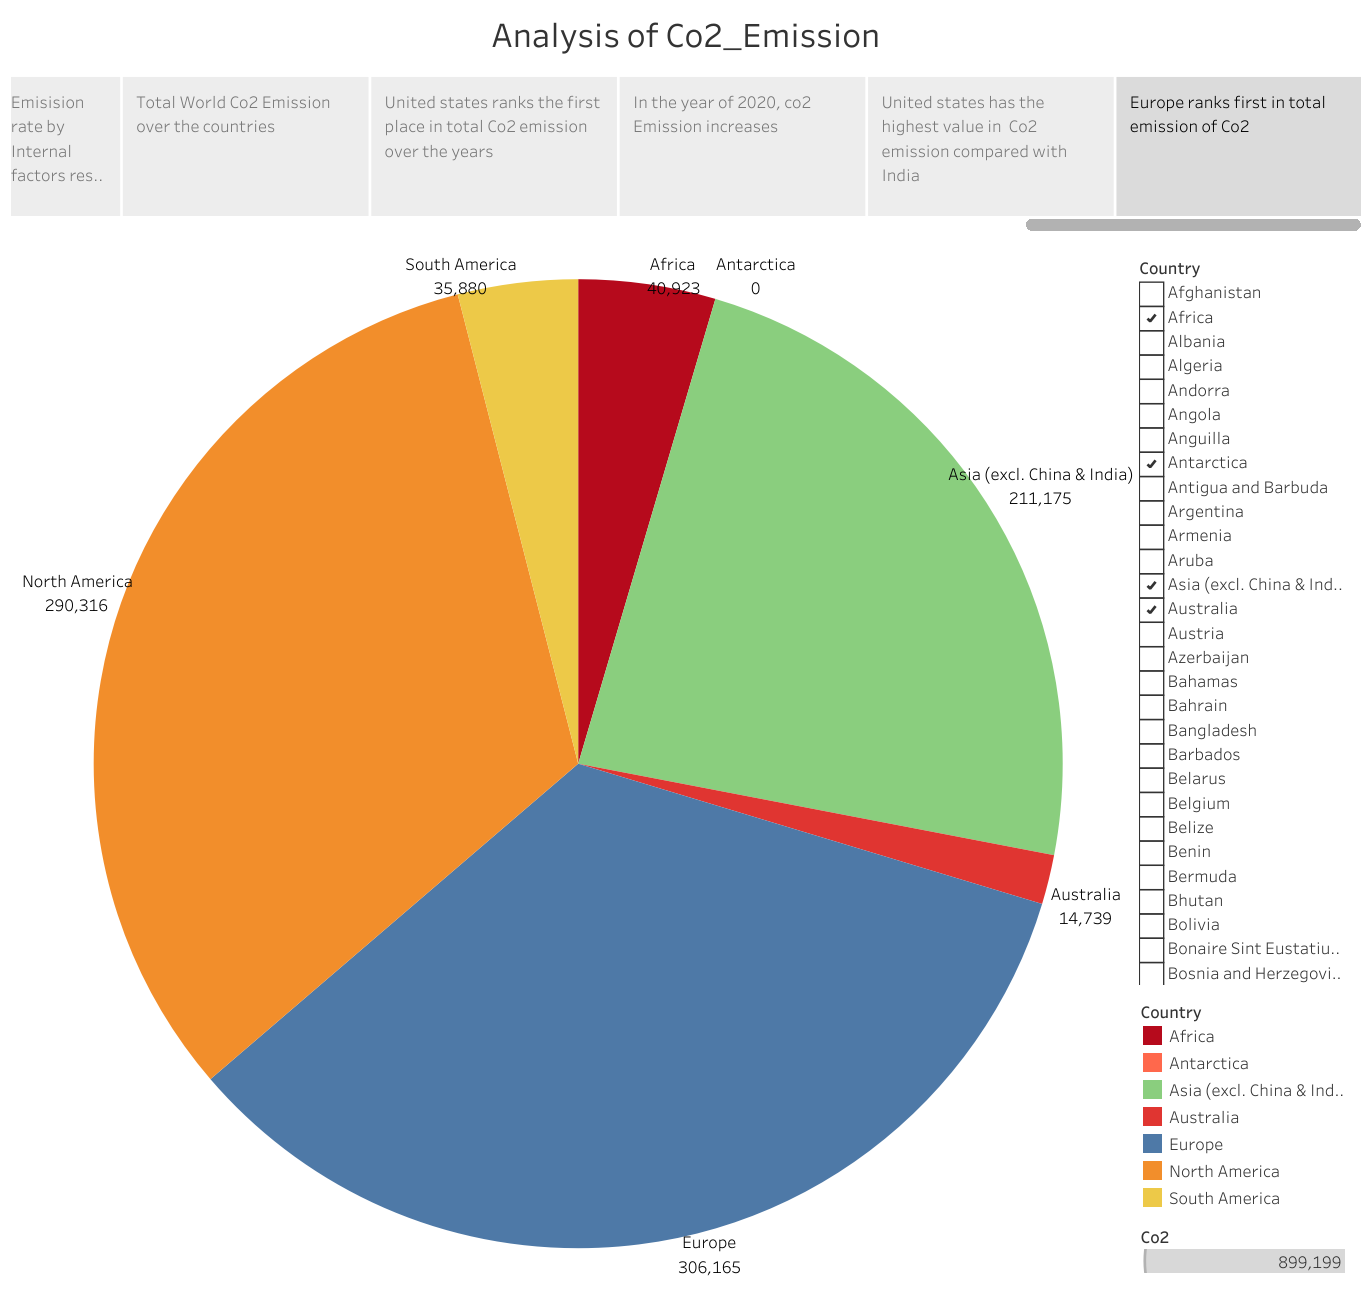 Analysis of Co2_Emission
Emisision
rate by
Internal
factors res..
Total World Co2 Emission
over the countries
United states ranks the first
place in total Co2 emission
over the years
In the year of 2020, co2
Emission increases
United states has the
highest value in  Co2
emission compared with
India
Europe ranks first in total
emission of Co2
South America
35,880
Africa
40,923
Antarctica
0
Asia (excl. China & India)
211,175
North America
290,316
Australia
14,739
Europe
306,165
Country
Afghanistan
Africa
Albania
Algeria
Andorra
Angola
Anguilla
Antarctica
Antigua and Barbuda
Argentina
Armenia
Aruba
Asia (excl. China & Ind..
Australia
Austria
Azerbaijan
Bahamas
Bahrain
Bangladesh
Barbados
Belarus
Belgium
Belize
Benin
Bermuda
Bhutan
Bolivia
Bonaire Sint Eustatiu..
Bosnia and Herzegovi..
Country
Africa
Antarctica
Asia (excl. China & Ind..
Australia
Europe
North America
South America
Co2
899,199